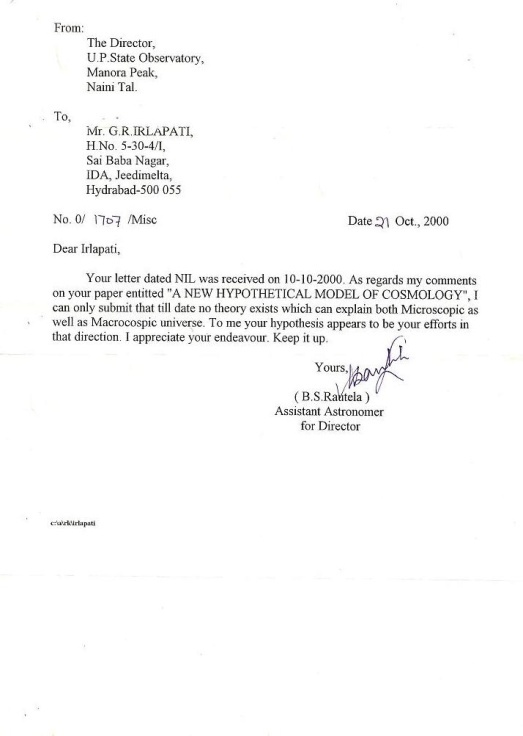 From:
The Director,
U.P.State Observatory,
Manora Peak,
Naini Tal.
To,
Mr. G.R.IRLAPATI,
H.No. 5-30-4/1,
Sai Baba Nagar,
IDA, Jeedimelta,
Hydrabad-500 055
No. 0/ 1707 /Misc Date 21 Oct., 2000
Dear Irlapati,
Your letter dated NIL was received on 10-10-2000. As regards my comments
on your paper entitted "A NEW HYPOTHETICAL MODEL OF COSMOLOGY", I
can only submit that till date no theory exists which can explain both Microscopic as
well as Macrocospic universe. To me your hypothesis appears to be your efforts in
that direction. I appreciate your endeavour. Keep it up.
Yours,
( B.S.Rautela )
Assistant Astronomer
for Director
c:\a\rk\irlapati